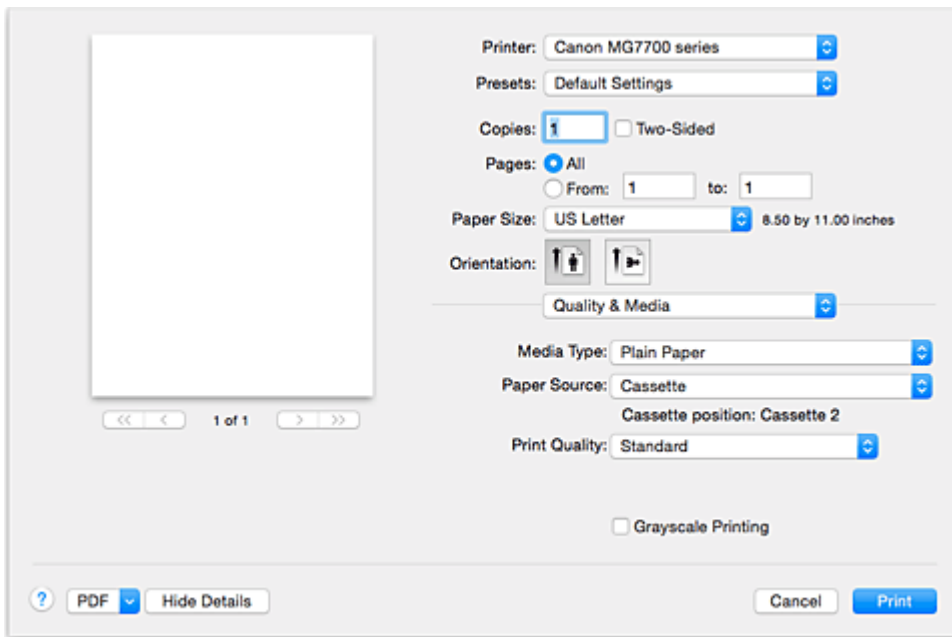 Printer: Canon MG7700 series
Presets: Default Settings
Copies: 1 Two-Sided
Pages: All
From: 1 to: 1
Paper Size: US Letter 8.50 by 11.00 inches
Orientation:
Quality & Media
Media Type: Plain Paper
Paper Source: Cassette
Cassette position: Cassette 2
Print Quality: Standard
Grayscale Printing
<< < 1 of 1 > >>
? PDF Hide Details Cancel Print